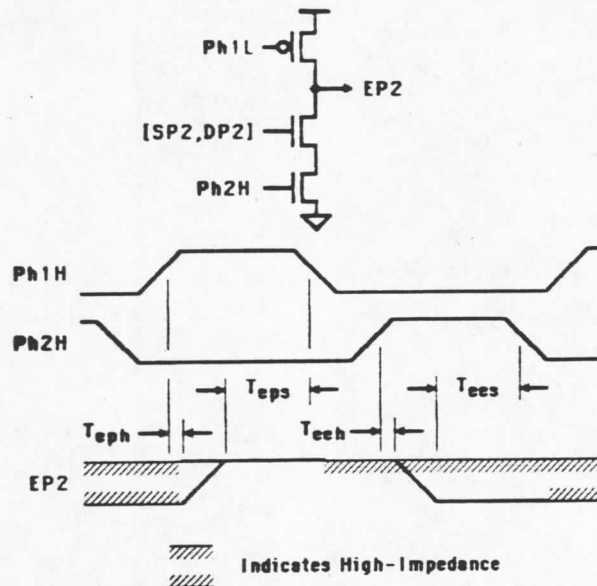 Ph1L
EP2
[SP2,DP2]
Ph2H
Ph1H
Ph2H
Teps
Tees
Teph
Teeh
EP2
Indicates High-Impedance